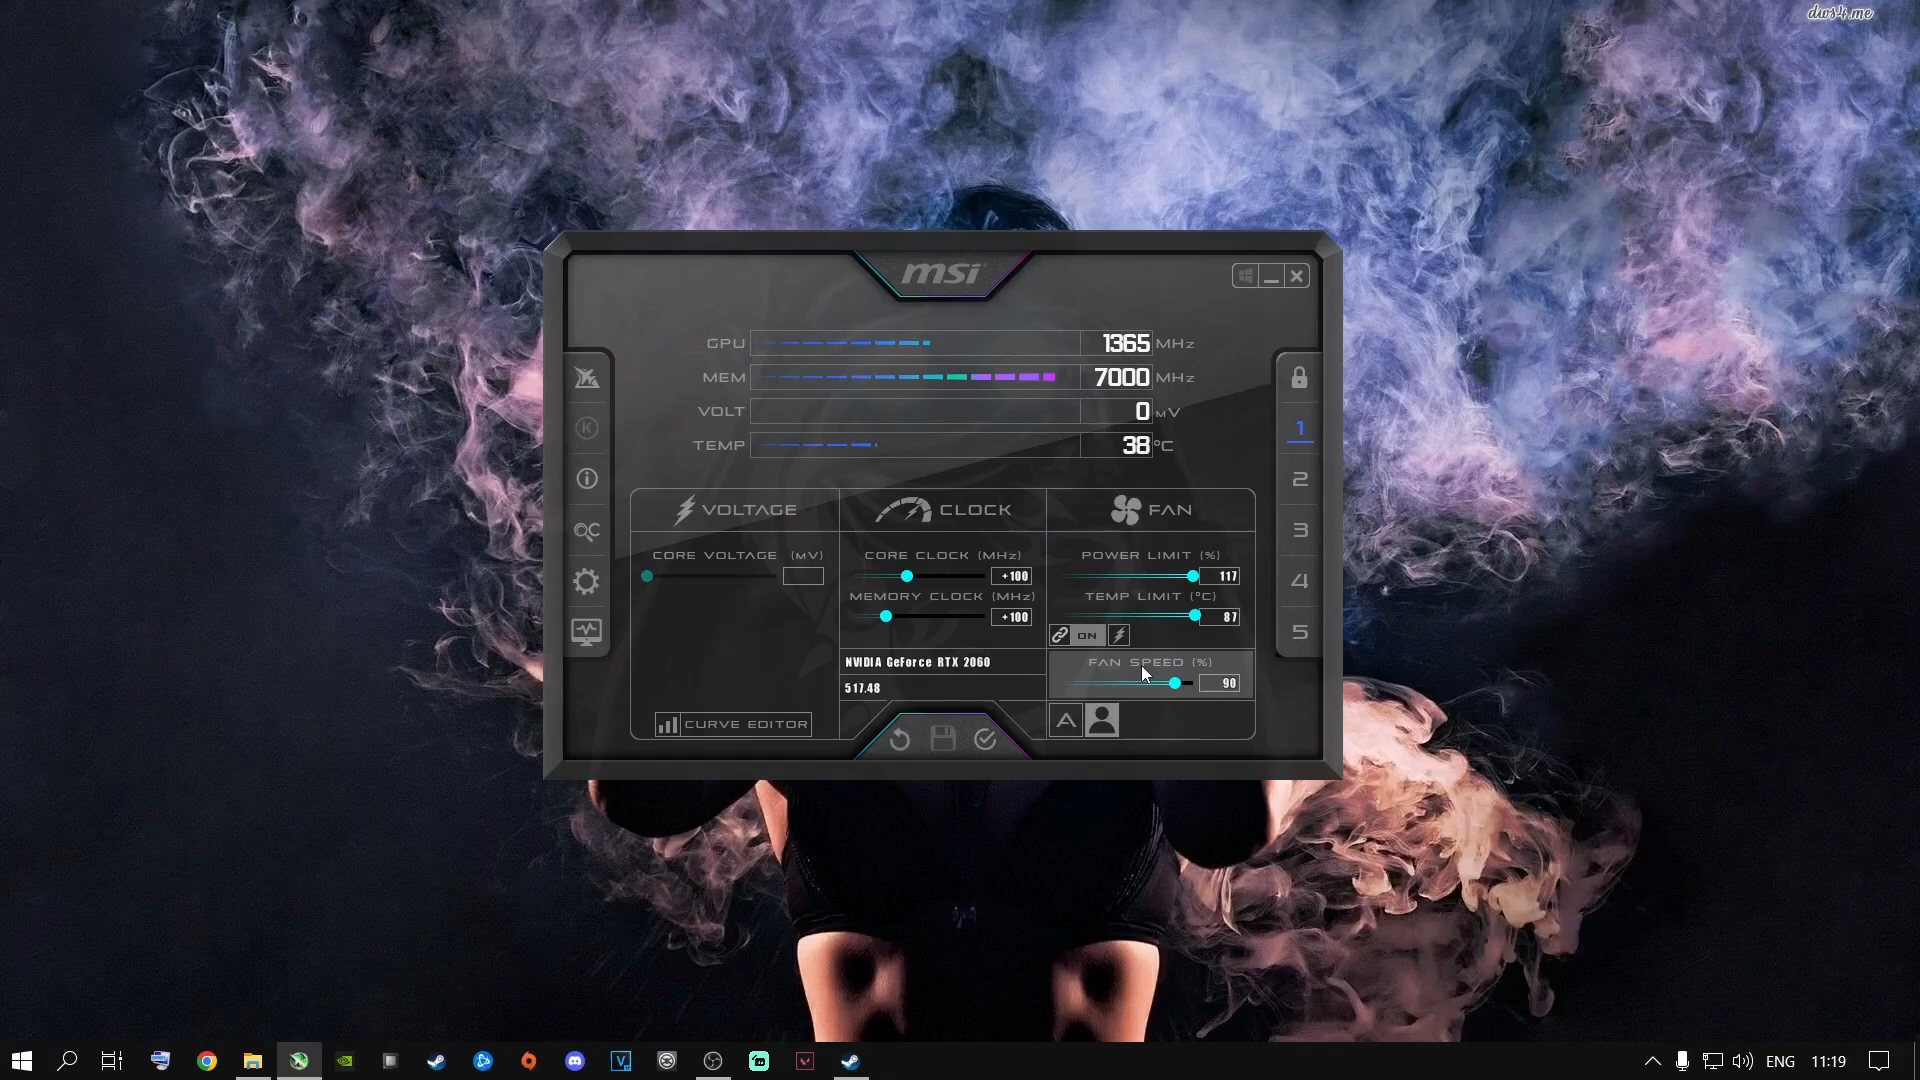 dws4.me
msi
GPU 1365 MHz
MEM 7000 MHz
VOLT 0 MV
TEMP 38 °C
K
i
OC
1
2
3
4
5
VOLTAGE
CORE VOLTAGE (MV)
CURVE EDITOR
CLOCK
CORE CLOCK (MHz)
+100
MEMORY CLOCK (MHz)
+100
NVIDIA GeForce RTX 2060
517.48
FAN
POWER LIMIT (%)
117
TEMP LIMIT (°C)
87
ON
FAN SPEED (%)
90
A
ENG 11:19